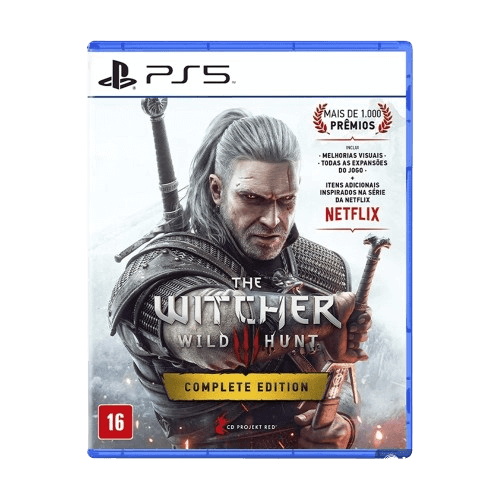 PS5
MAIS DE 1.000
PRÊMIOS
INCLUI
• MELHORIAS VISUAIS •
• TODAS AS EXPANSÕES
DO JOGO •
+
ITENS ADICIONAIS
INSPIRADOS NA SÉRIE
DA NETFLIX
NETFLIX
THE
WITCHER
WILD HUNT
COMPLETE EDITION
16
CD PROJEKT RED®